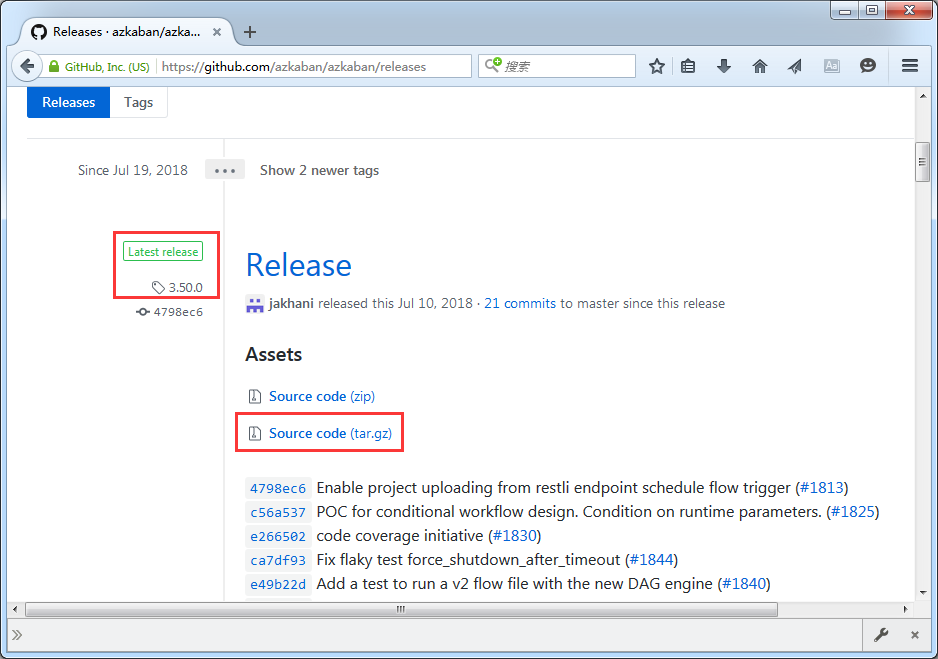 Releases · azkaban/azka...
GitHub, Inc. (US) https://github.com/azkaban/azkaban/releases 搜索 Aa
Releases Tags
Since Jul 19, 2018 Show 2 newer tags
Latest release
3.50.0
4798ec6
Release
jakhani released this Jul 10, 2018 · 21 commits to master since this release
Assets
Source code (zip)
Source code (tar.gz)
4798ec6 Enable project uploading from restli endpoint schedule flow trigger (#1813)
c56a537 POC for conditional workflow design. Condition on runtime parameters. (#1825)
e266502 code coverage initiative (#1830)
ca7df93 Fix flaky test force_shutdown_after_timeout (#1844)
e49b22d Add a test to run a v2 flow file with the new DAG engine (#1840)